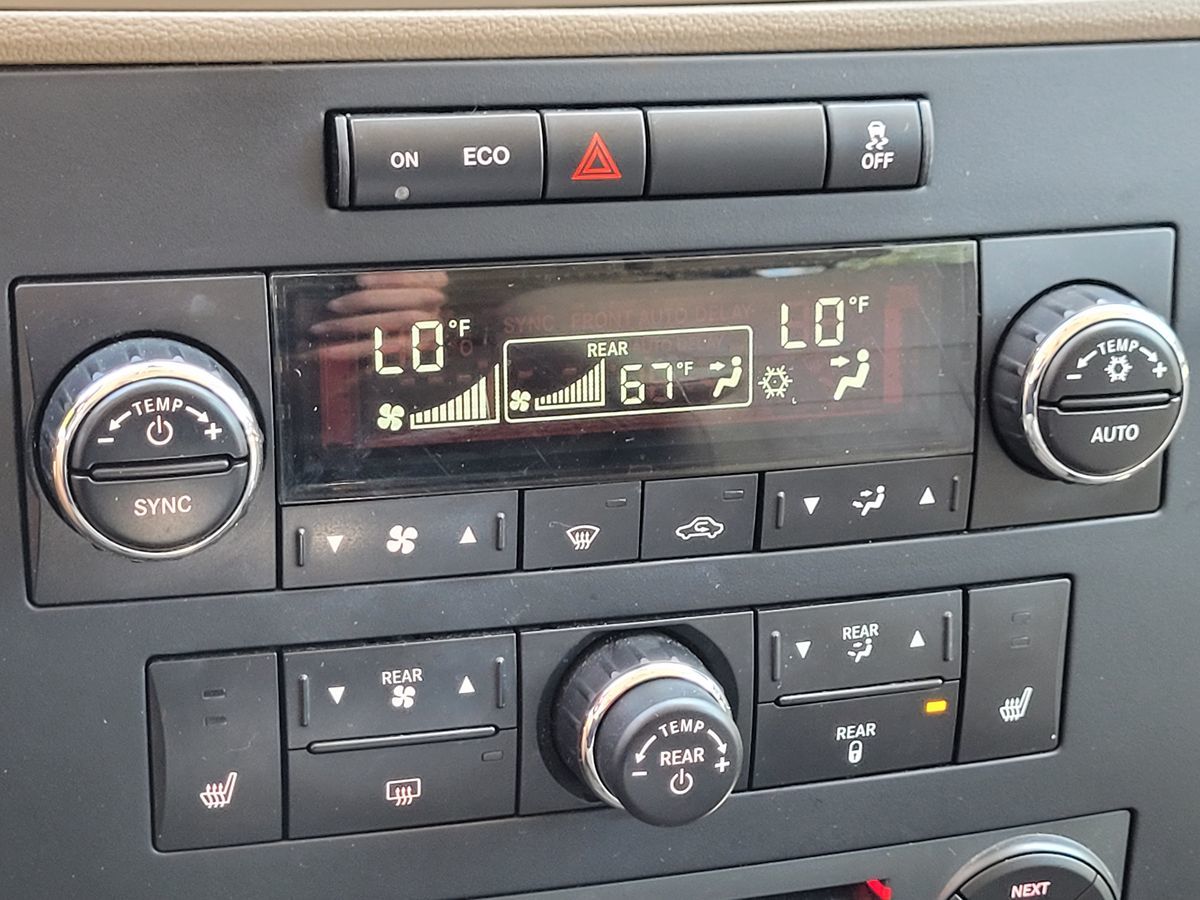 ON ECO
OFF
SYNC FRONT AUTO DELAY
LO°F
LO°F
REAR
67°F
TEMP
- +
SYNC
TEMP
- +
AUTO
REAR
REAR
TEMP
REAR
- +
REAR
NEXT